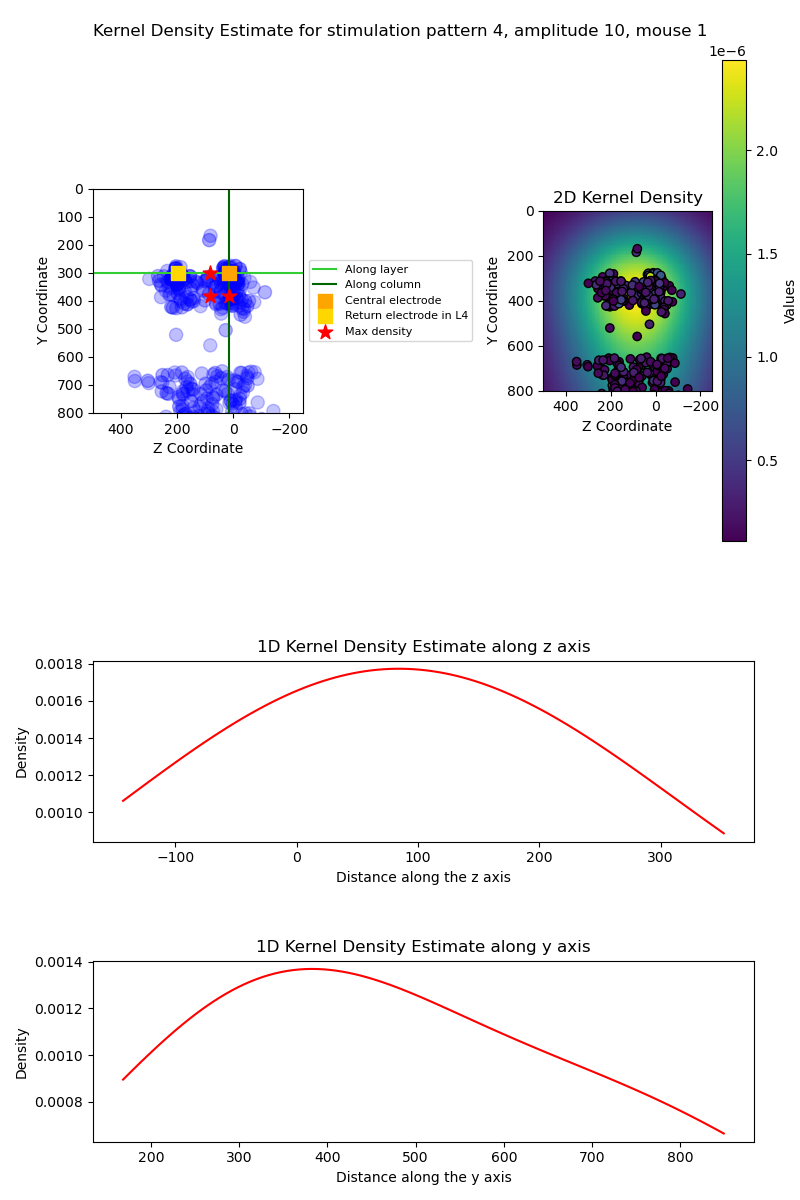 Kernel Density Estimate for stimulation pattern 4, amplitude 10, mouse 1
1e−6
0
100
200
300
400
500
600
700
800
Y Coordinate
400
200
0
−200
Z Coordinate
Along layer
Along column
Central electrode
Return electrode in L4
Max density
2D Kernel Density
0
200
400
600
800
Y Coordinate
400
200
0
−200
Z Coordinate
2.0
1.5
1.0
0.5
Values
1D Kernel Density Estimate along z axis
0.0018
0.0016
0.0014
0.0012
0.0010
Density
−100
0
100
200
300
Distance along the z axis
1D Kernel Density Estimate along y axis
0.0014
0.0012
0.0010
0.0008
Density
200
300
400
500
600
700
800
Distance along the y axis